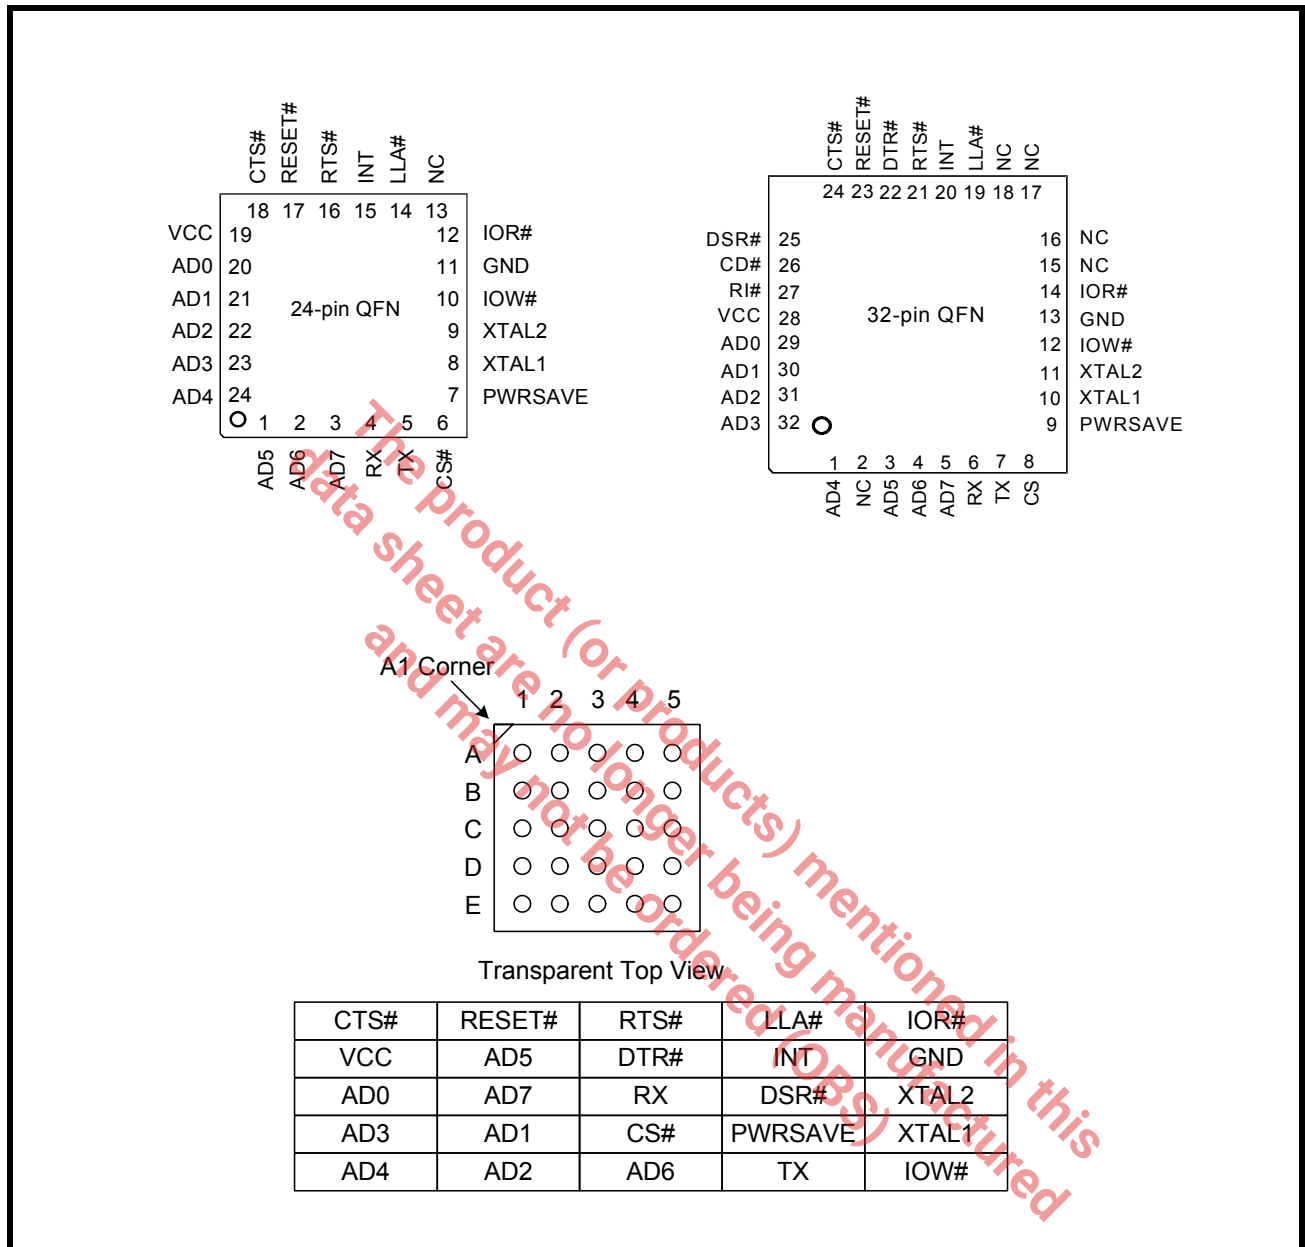 CTS# RESET# RTS# INT LLA# NC
18 17 16 15 14 13
VCC 19 12 IOR#
AD0 20 11 GND
AD1 21 24-pin QFN 10 IOW#
AD2 22 9 XTAL2
AD3 23 8 XTAL1
AD4 24 7 PWRSAVE
1 2 3 4 5 6
AD5 AD6 AD7 RX TX CS#
CTS# RESET# DTR# RTS# INT LLA# NC NC
24 23 22 21 20 19 18 17
DSR# 25 16 NC
CD# 26 15 NC
RI# 27 14 IOR#
VCC 28 32-pin QFN 13 GND
AD0 29 12 IOW#
AD1 30 11 XTAL2
AD2 31 10 XTAL1
AD3 32 9 PWRSAVE
1 2 3 4 5 6 7 8
AD4 NC AD5 AD6 AD7 RX TX CS
A1 Corner
1 2 3 4 5
A
B
C
D
E
Transparent Top View
CTS# RESET# RTS# LLA# IOR#
VCC AD5 DTR# INT GND
AD0 AD7 RX DSR# XTAL2
AD3 AD1 CS# PWRSAVE XTAL1
AD4 AD2 AD6 TX IOW#
The product (or products) mentioned in this
data sheet are no longer being manufactured
and may not be ordered (OBS)